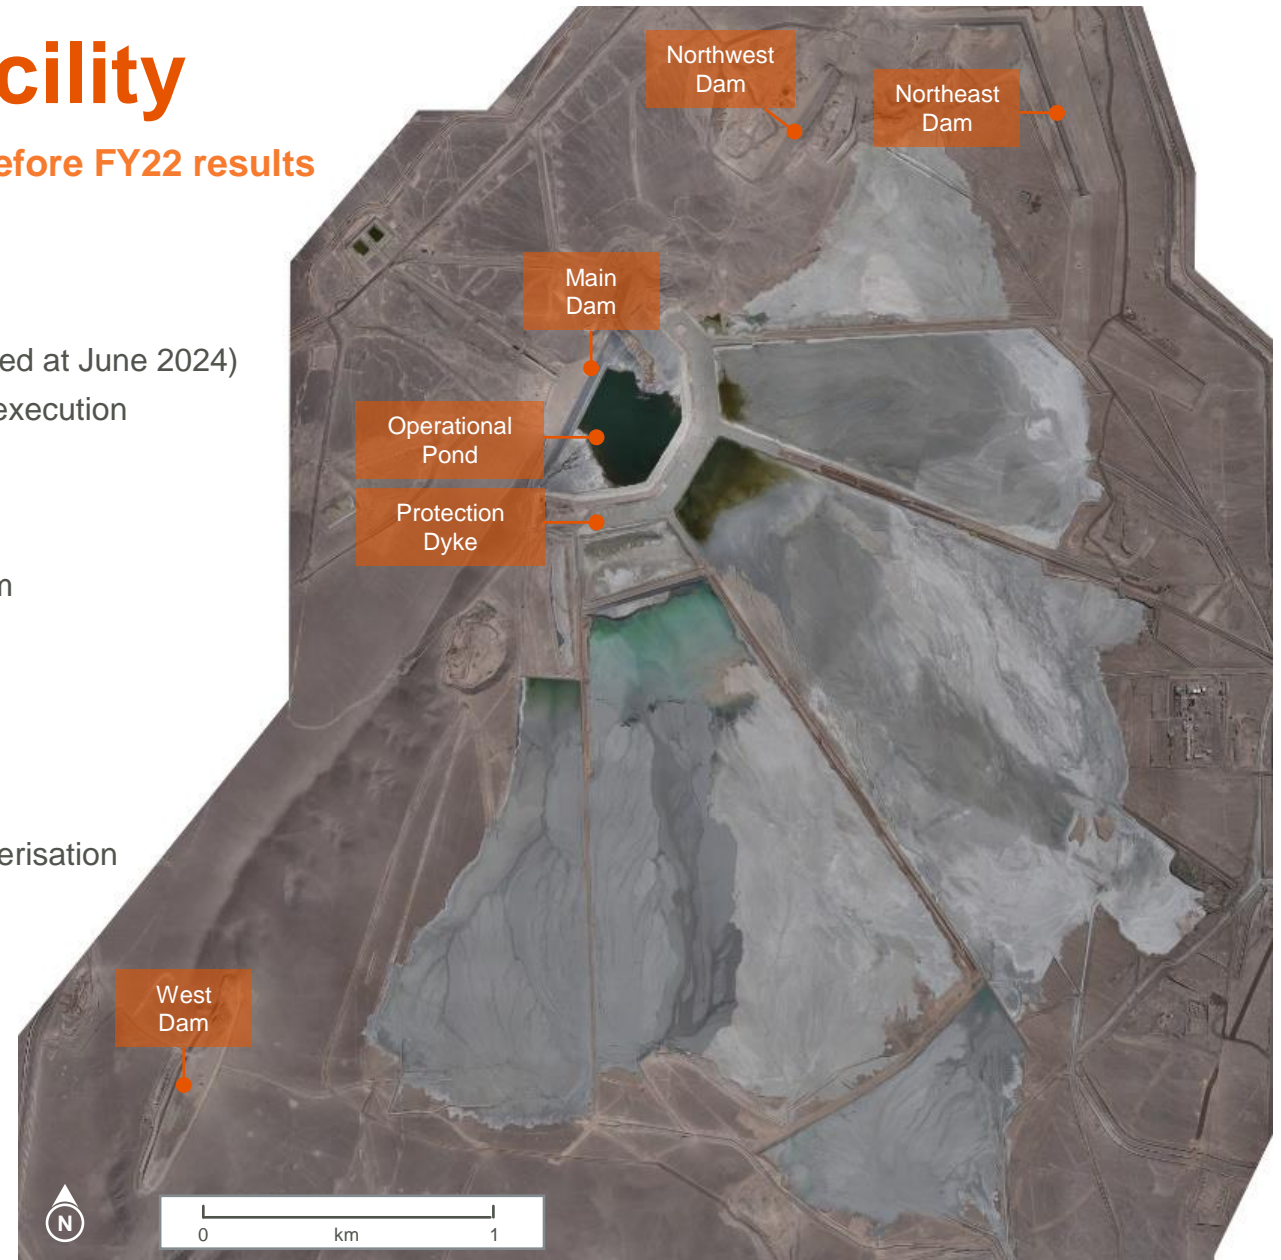 cility
efore FY22 results
ed at June 2024)
execution
erisation
Northwest
Dam
Northeast
Dam
Main
Dam
Operational
Pond
Protection
Dyke
West
Dam
N
0 km 1